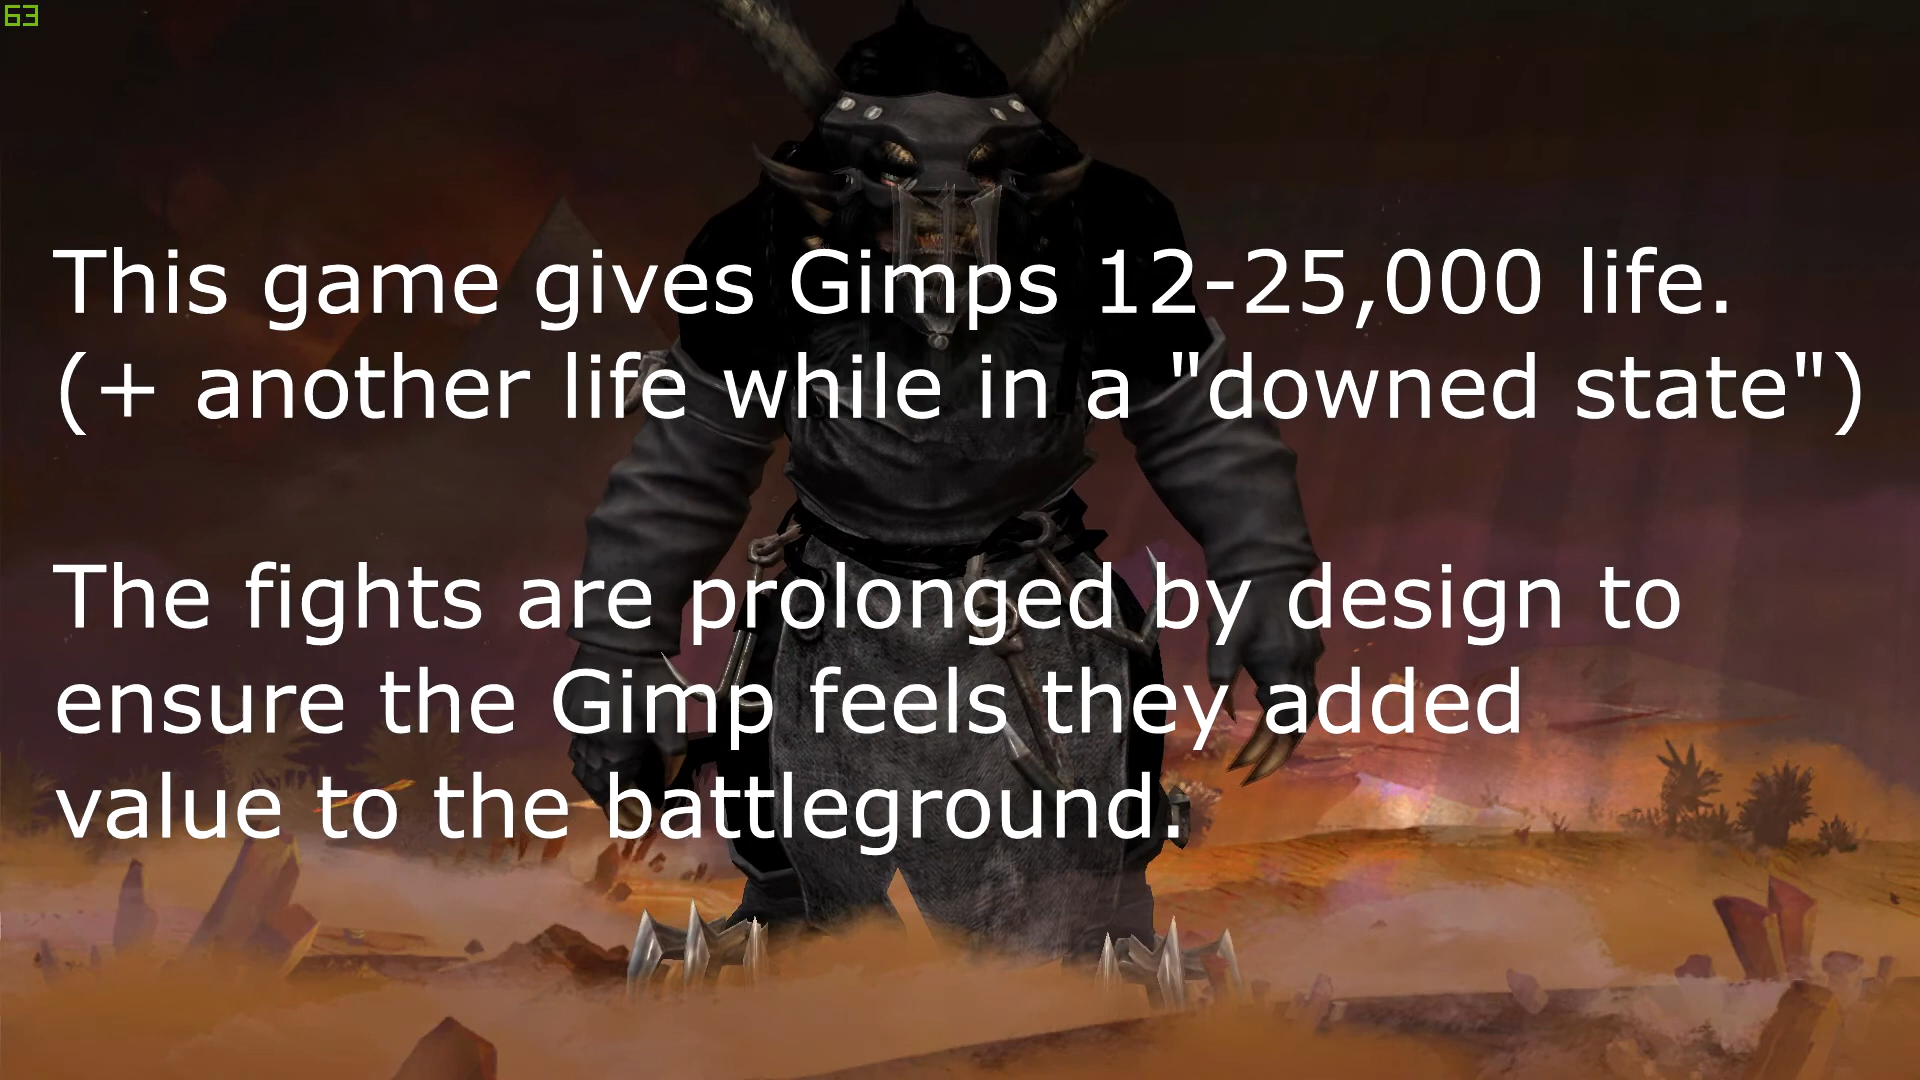 63
This game gives Gimps 12-25,000 life.
(+ another life while in a "downed state")
The fights are prolonged by design to
ensure the Gimp feels they added
value to the battleground.